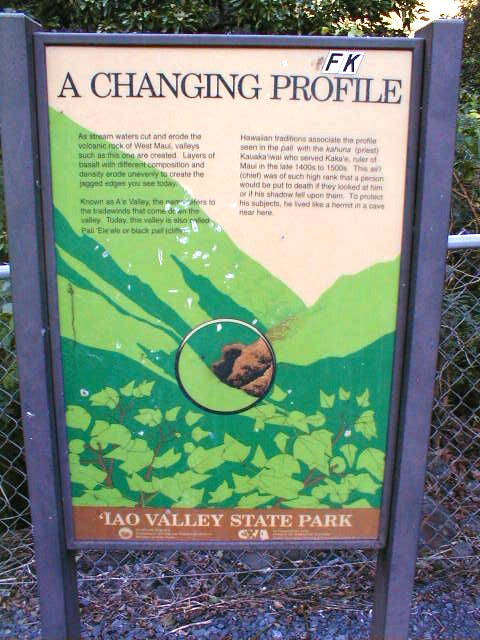 FK
A CHANGING PROFILE
As stream waters cut and erode the
volcanic rock of West Maui, valleys
such as this one are created. Layers of
basalt with different composition and
density erode unevenly to create the
jagged edges you see today.
Known as A'e Valley, the name refers to
the tradewinds that come down the
valley. Today, this valley is also called
Pali 'Ele'ele or black pali (cliffs).
Hawaiian traditions associate the profile
seen in the pali with the kahuna (priest)
Kauaka'iwai who served Kaka'e, ruler of
Maui in the late 1400s to 1500s. This ali'i
(chief) was of such high rank that a person
would be put to death if they looked at him
or if his shadow fell upon them. To protect
his subjects, he lived like a hermit in a cave
near here.
'IAO VALLEY STATE PARK